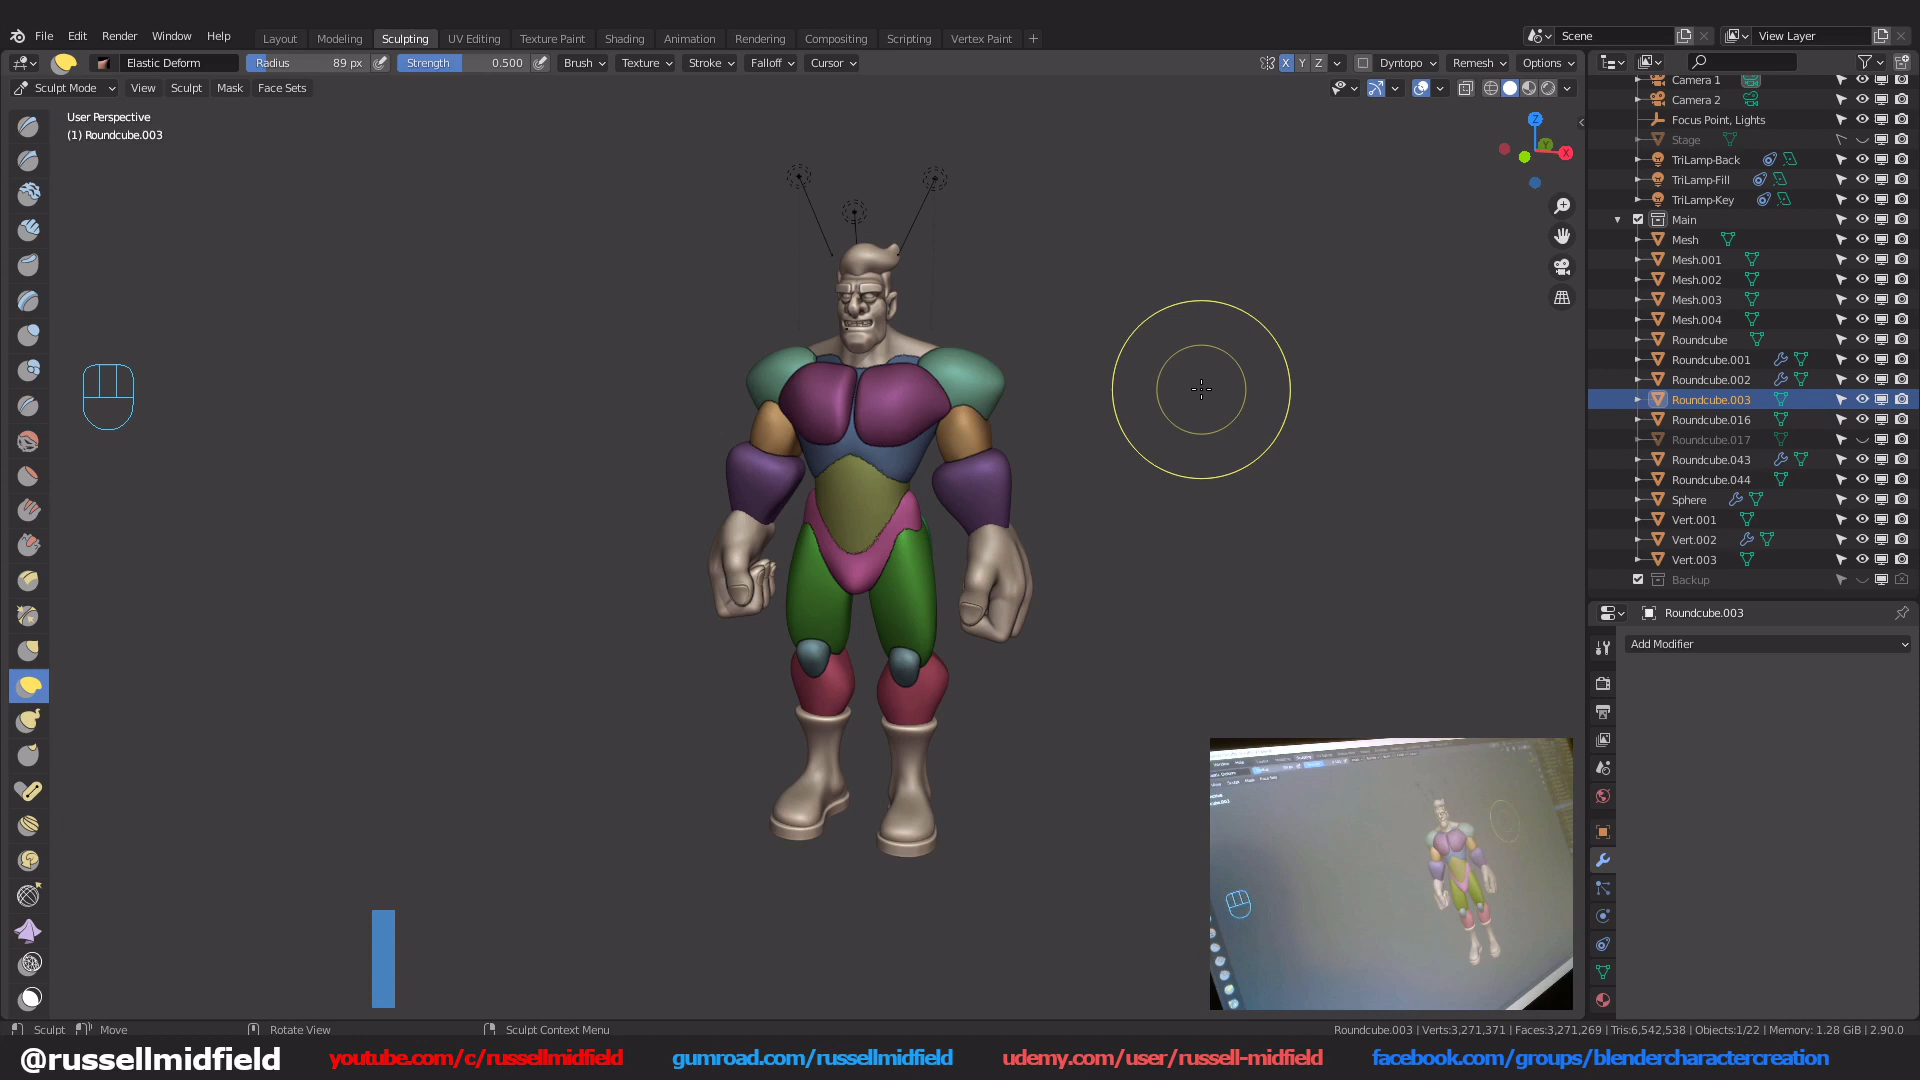 File Edit Render Window Help Layout Modeling Sculpting UV Editing Texture Paint Shading Animation Rendering Compositing Scripting Vertex Paint + Scene View Layer
Elastic Deform Radius 89 px Strength 0.500 Brush Texture Stroke Falloff Cursor X Y Z Dyntopo Remesh Options
Sculpt Mode View Sculpt Mask Face Sets
User Perspective
(1) Roundcube.003
Z
Y
X
Camera 1
Camera 2
Focus Point, Lights
Stage
TriLamp-Back
TriLamp-Fill
TriLamp-Key
Main
Mesh
Mesh.001
Mesh.002
Mesh.003
Mesh.004
Roundcube
Roundcube.001
Roundcube.002
Roundcube.003
Roundcube.016
Roundcube.017
Roundcube.043
Roundcube.044
Sphere
Vert.001
Vert.002
Vert.003
Backup
Roundcube.003
Add Modifier
Sculpt Move Rotate View Sculpt Context Menu Roundcube.003 | Verts:3,271,371 | Faces:3,271,269 | Tris:6,542,538 | Objects:1/22 | Memory: 1.28 GiB | 2.90.0
@russellmidfield youtube.com/c/russellmidfield gumroad.com/russellmidfield udemy.com/user/russell-midfield facebook.com/groups/blendercharactercreation